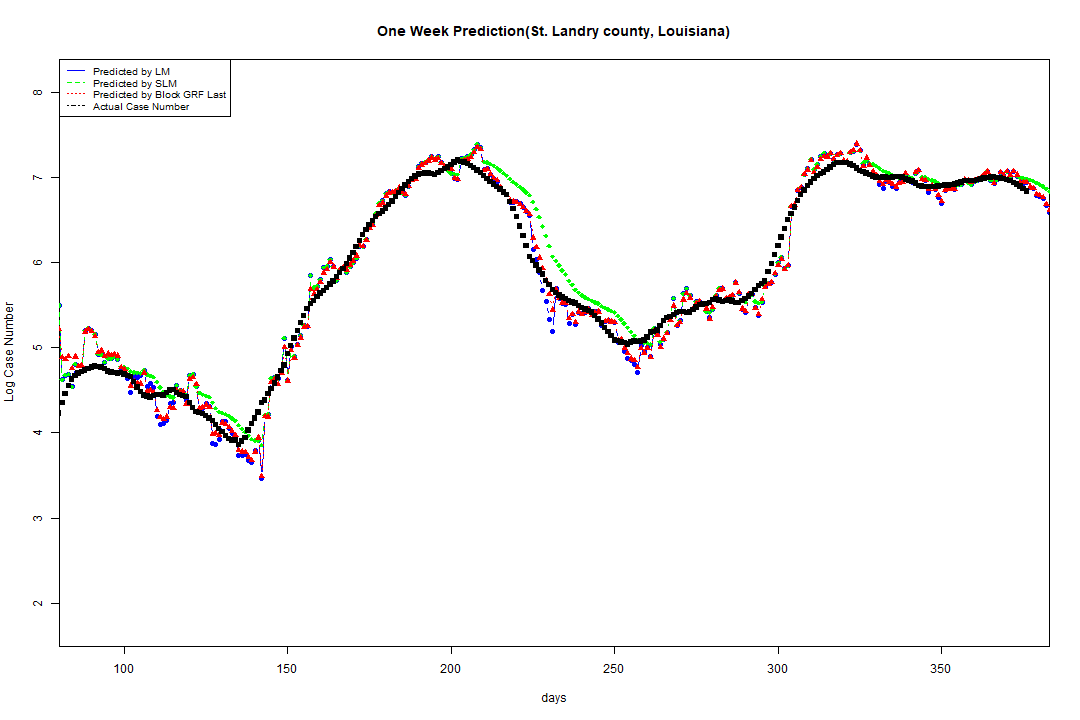 One Week Prediction(St. Landry county, Louisiana)
Predicted by LM
Predicted by SLM
Predicted by Block GRF Last
Actual Case Number
Log Case Number
8
7
6
5
4
3
2
100 150 200 250 300 350
days